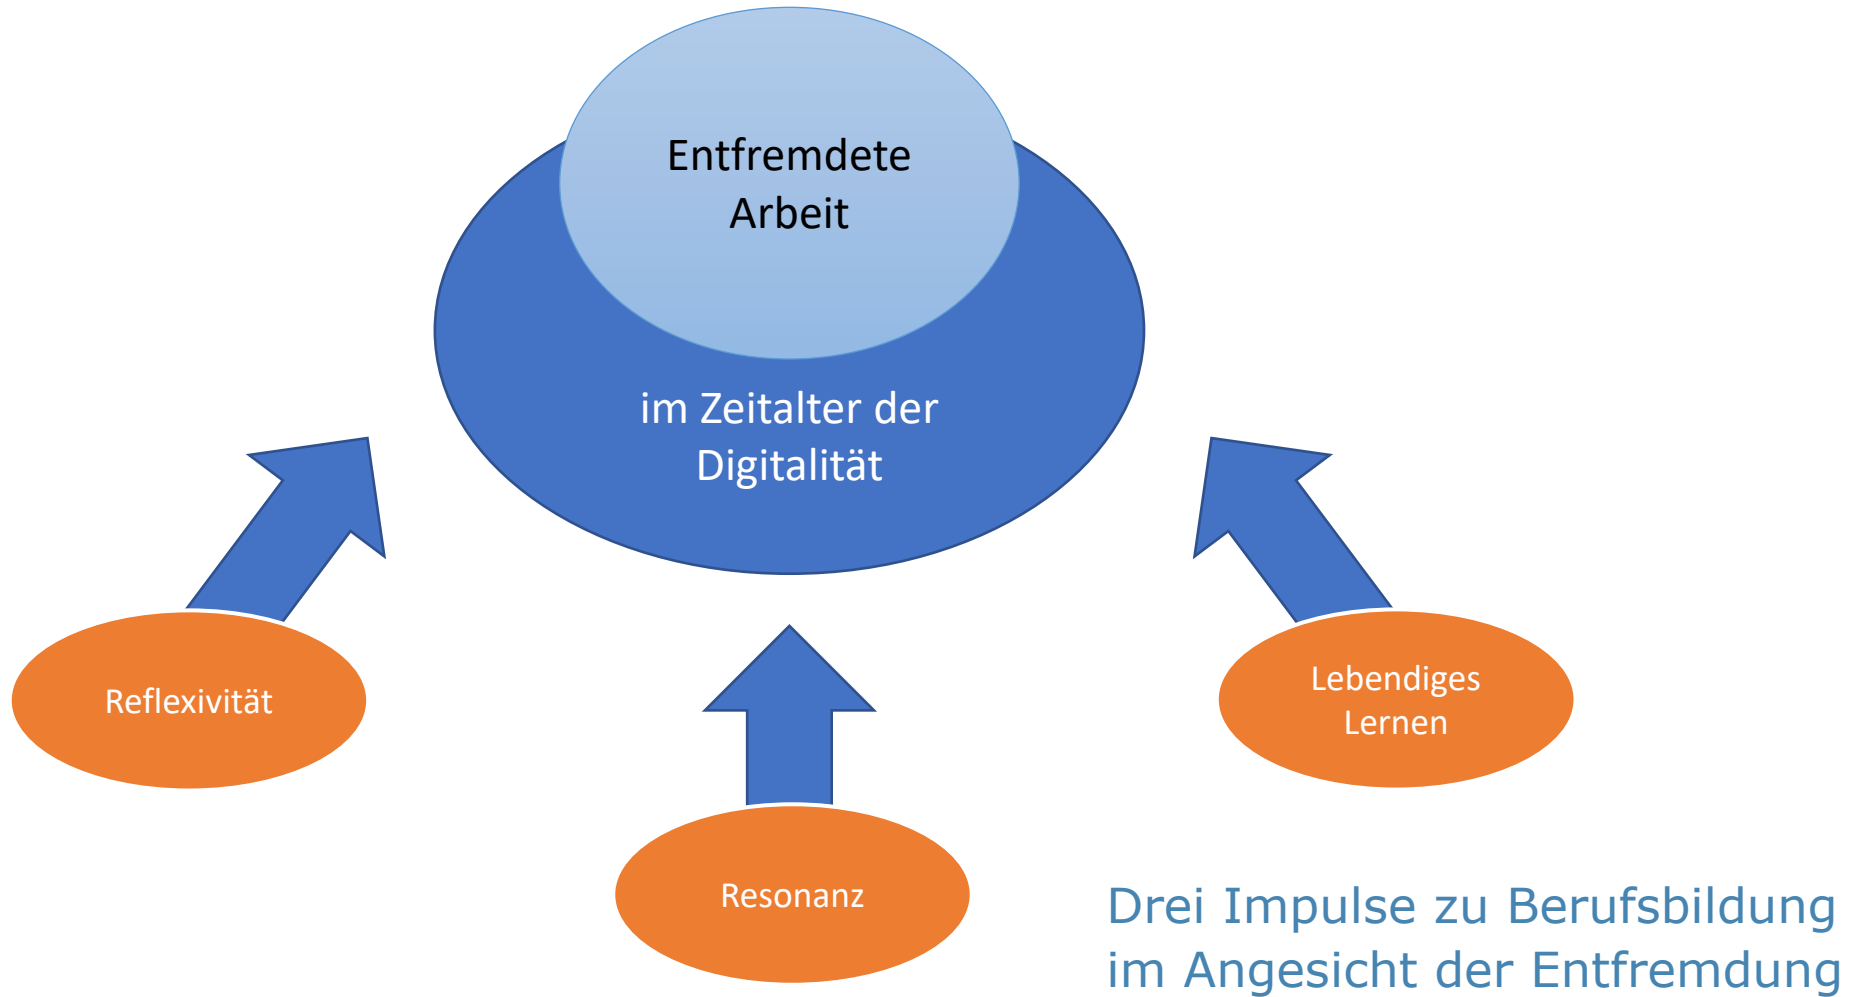 Entfremdete
Arbeit
im Zeitalter der
Digitalität
Reflexivität
Lebendiges
Lernen
Resonanz
Drei Impulse zu Berufsbildung
im Angesicht der Entfremdung